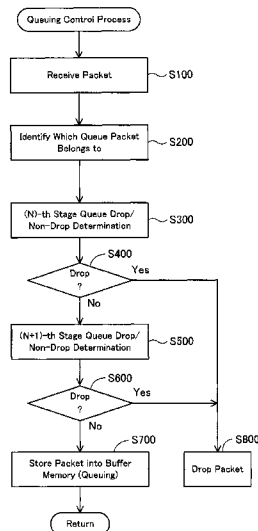 Queuing Control Process
Receive Packet
S100
Identify Which Queue Packet
Belongs to
S200
(N)-th Stage Queue Drop/
Non-Drop Determination
S300
S400
Drop
?
Yes
No
(N+1)-th Stage Queue Drop/
Non-Drop Determination
S500
S600
Drop
?
Yes
No
S700
S800
Store Packet into Buffer
Memory (Queuing)
Drop Packet
Return